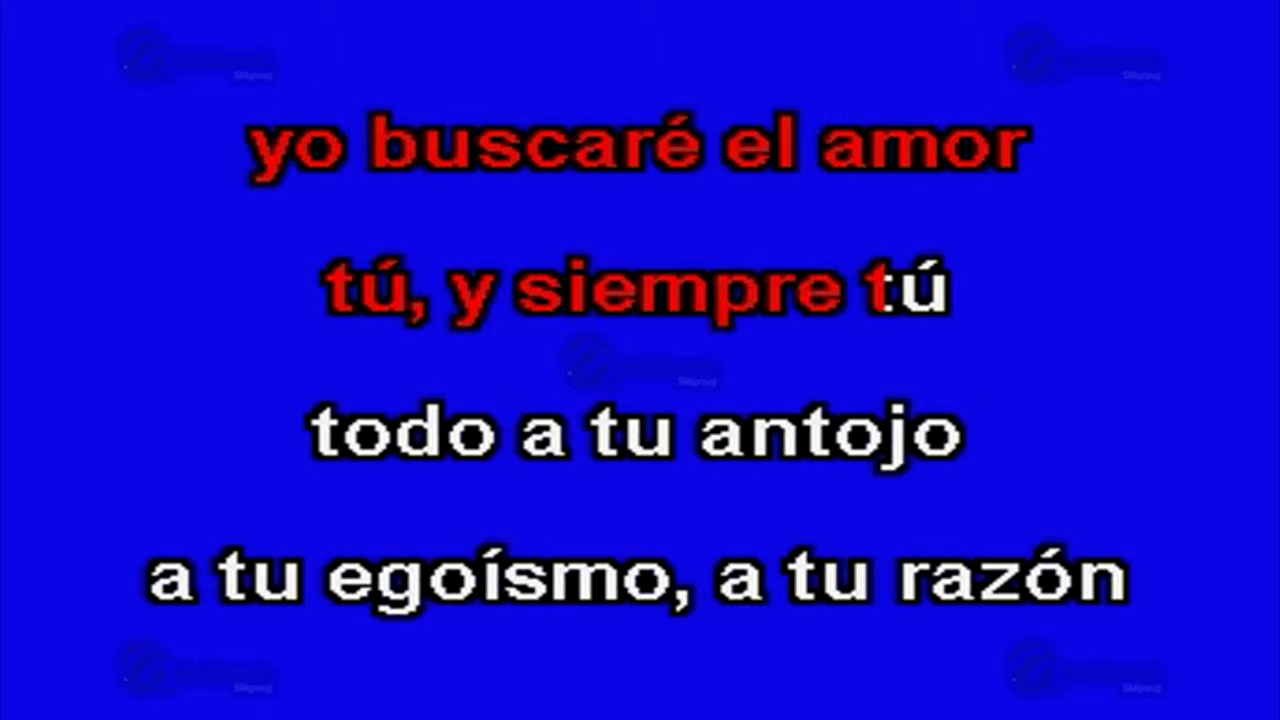 yo buscaré el amor
tú, y siempre tú
todo a tu antojo
a tu egoísmo, a tu razón